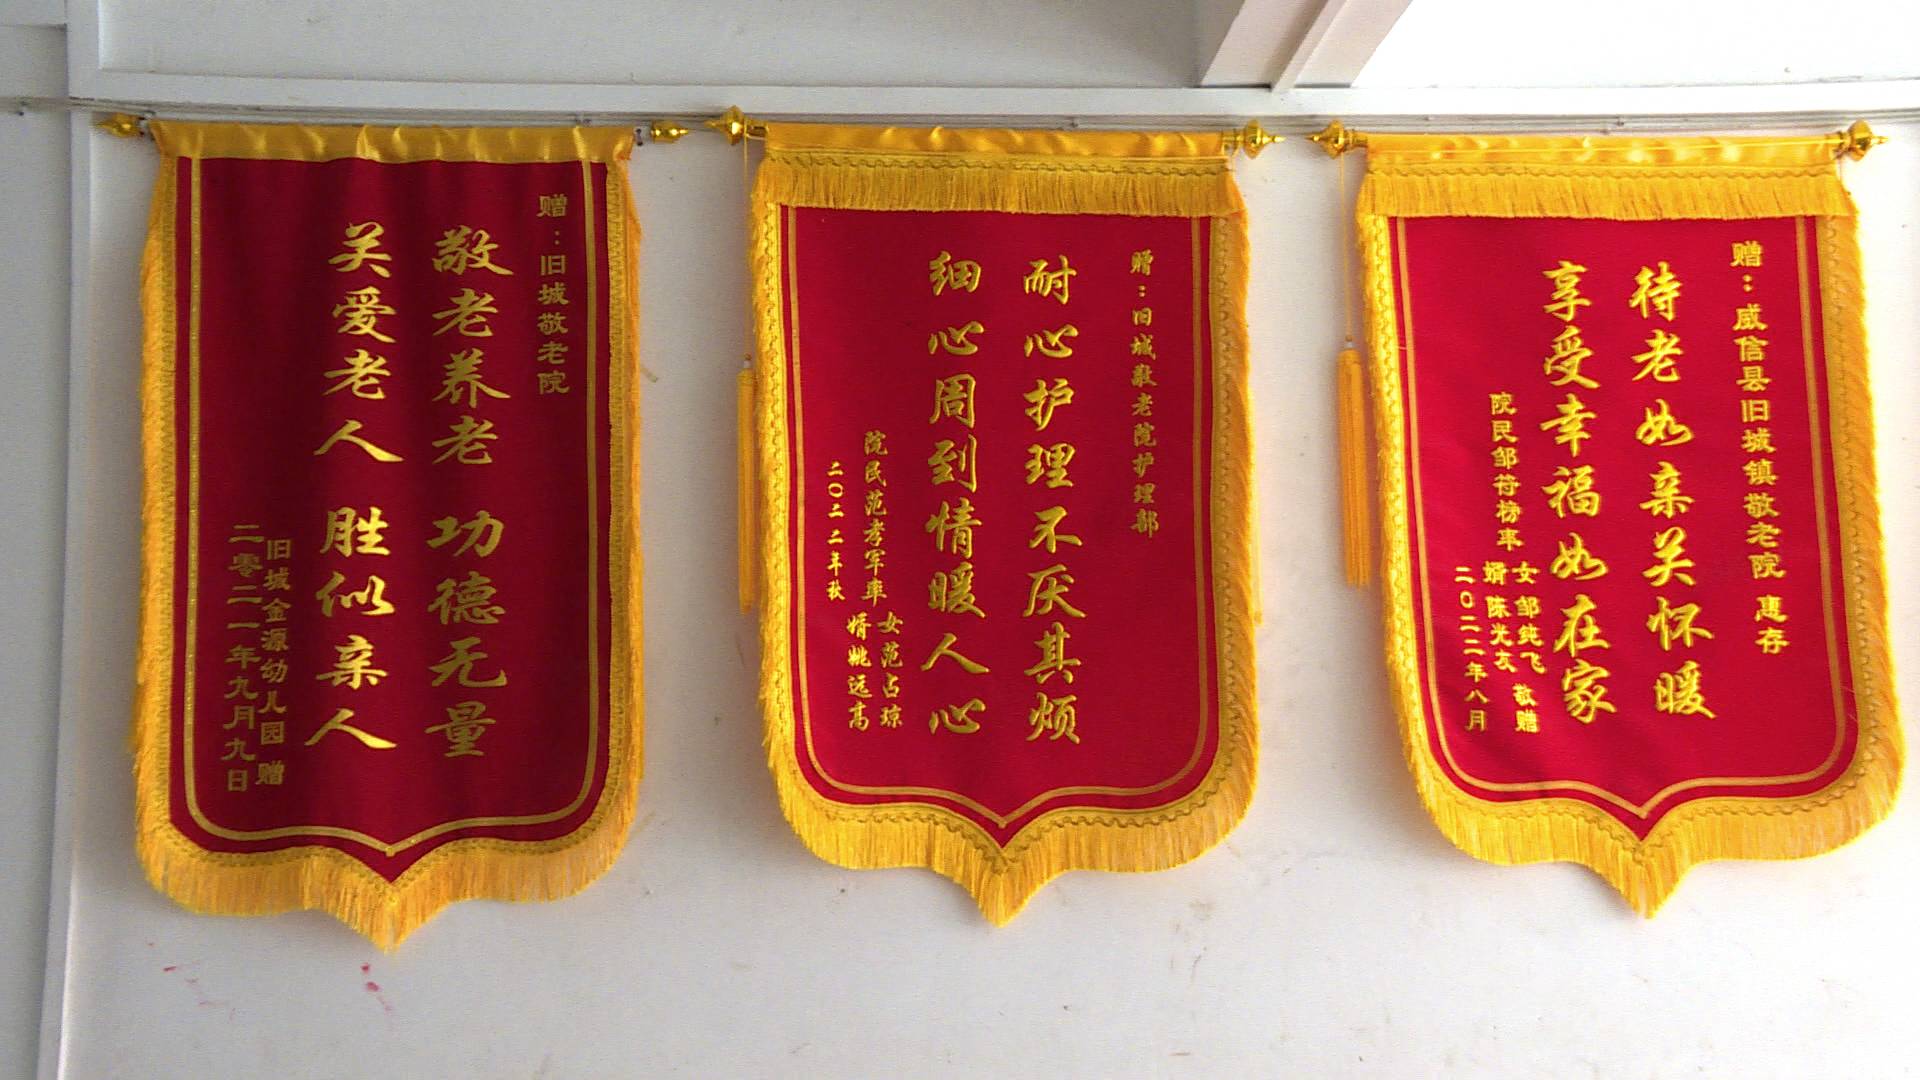 赠：旧城敬老院
敬老养老 功德无量
关爱老人 胜似亲人
旧城金源幼儿园 赠
二零二一年九月九日
赠：旧城敬老院护理部
耐心护理不厌其烦
细心周到情暖人心
院民范孝军率
女范占琼
婿姚远高
二〇二二年秋
赠：威信县旧城镇敬老院 惠存
待老如亲关怀暖
享受幸福如在家
院民邹符榜率
女邹纯飞
婿陈光友
敬赠
二〇二二年八月